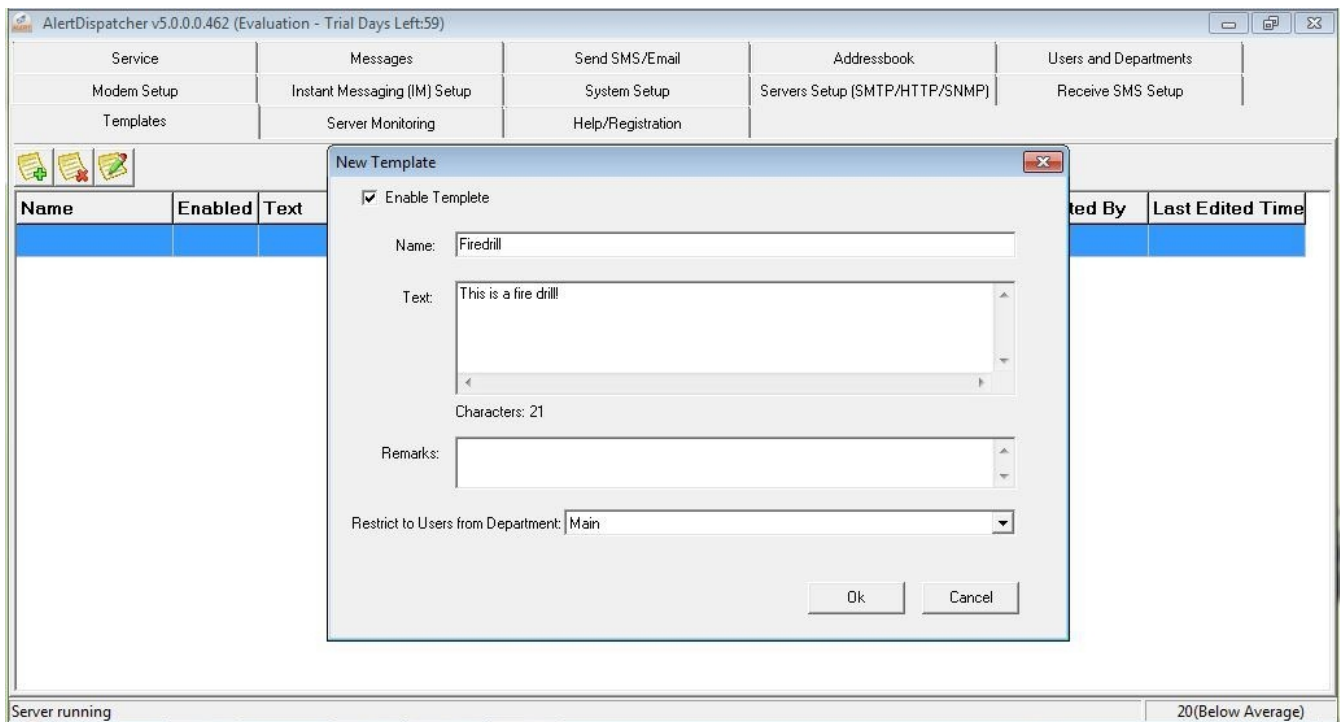 AlertDispatcher v5.0.0.0.462 (Evaluation - Trial Days Left:59)
Service Messages Send SMS/Email Addressbook Users and Departments
Modem Setup Instant Messaging (IM) Setup System Setup Servers Setup (SMTP/HTTP/SNMP) Receive SMS Setup
Templates Server Monitoring Help/Registration
New Template
Enable Templete
Name Enabled Text ted By Last Edited Time
Name: Firedrill
Text: This is a fire drill!
Characters: 21
Remarks:
Restrict to Users from Department: Main
Ok Cancel
Server running 20(Below Average)